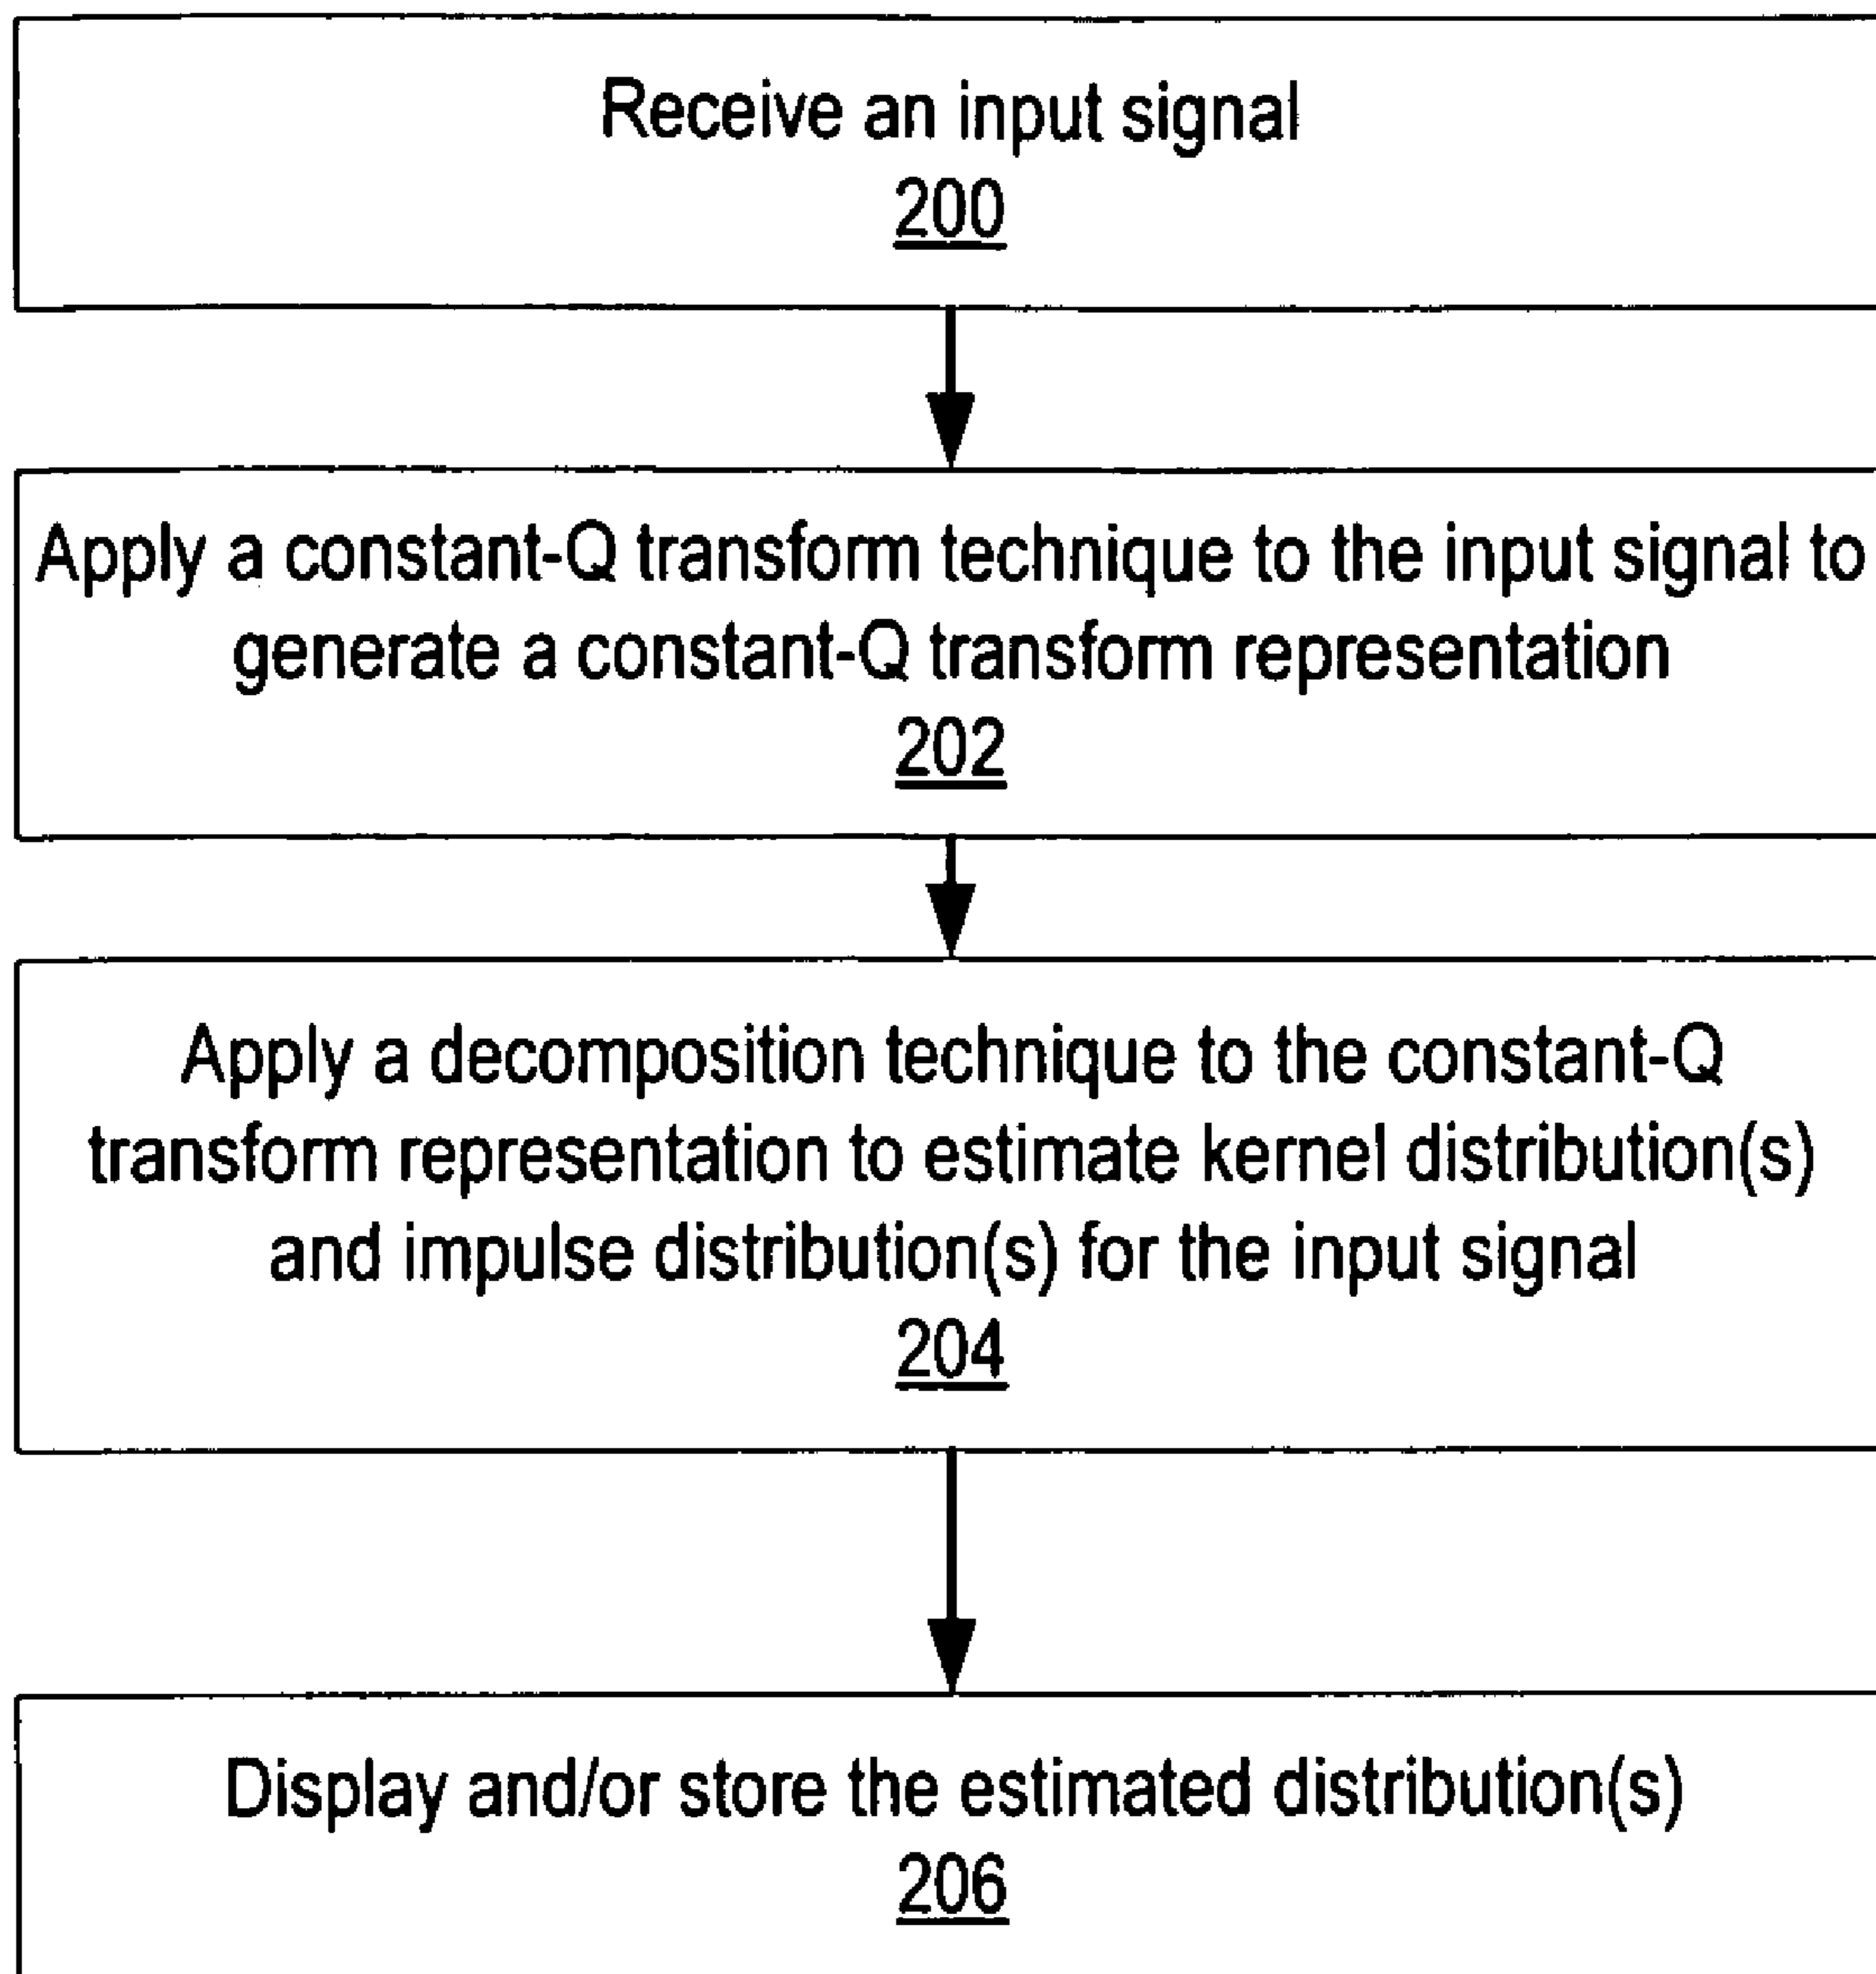 Receive an input signal
200
Apply a constant-Q transform technique to the input signal to
generate a constant-Q transform representation
202
Apply a decomposition technique to the constant-Q
transform representation to estimate kernel distribution(s)
and impulse distribution(s) for the input signal
204
Display and/or store the estimated distribution(s)
206